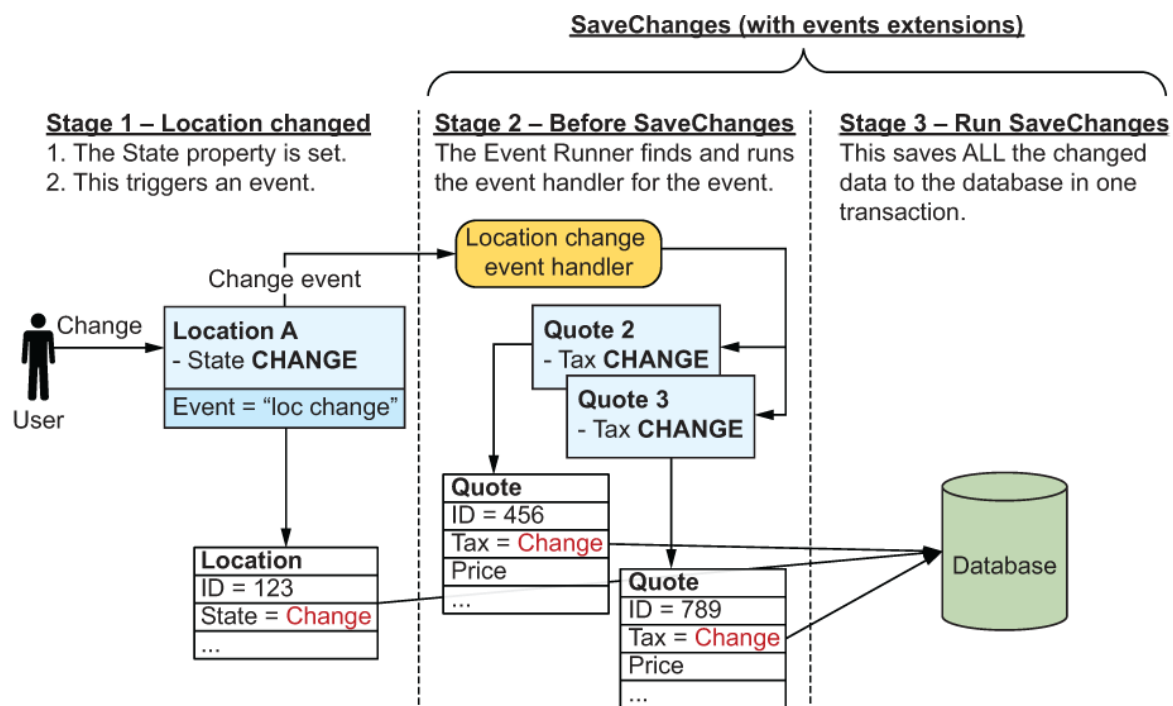 SaveChanges (with events extensions)
Stage 1 – Location changed
1. The State property is set.
2. This triggers an event.
Stage 2 – Before SaveChanges
The Event Runner finds and runs
the event handler for the event.
Stage 3 – Run SaveChanges
This saves ALL the changed
data to the database in one
transaction.
Location change
event handler
Change event
Change
User
Location A
- State CHANGE
Event = “loc change”
Quote 2
- Tax CHANGE
Quote 3
- Tax CHANGE
Quote
ID = 456
Tax = Change
Price
...
Location
ID = 123
State = Change
...
Quote
ID = 789
Tax = Change
Price
...
Database